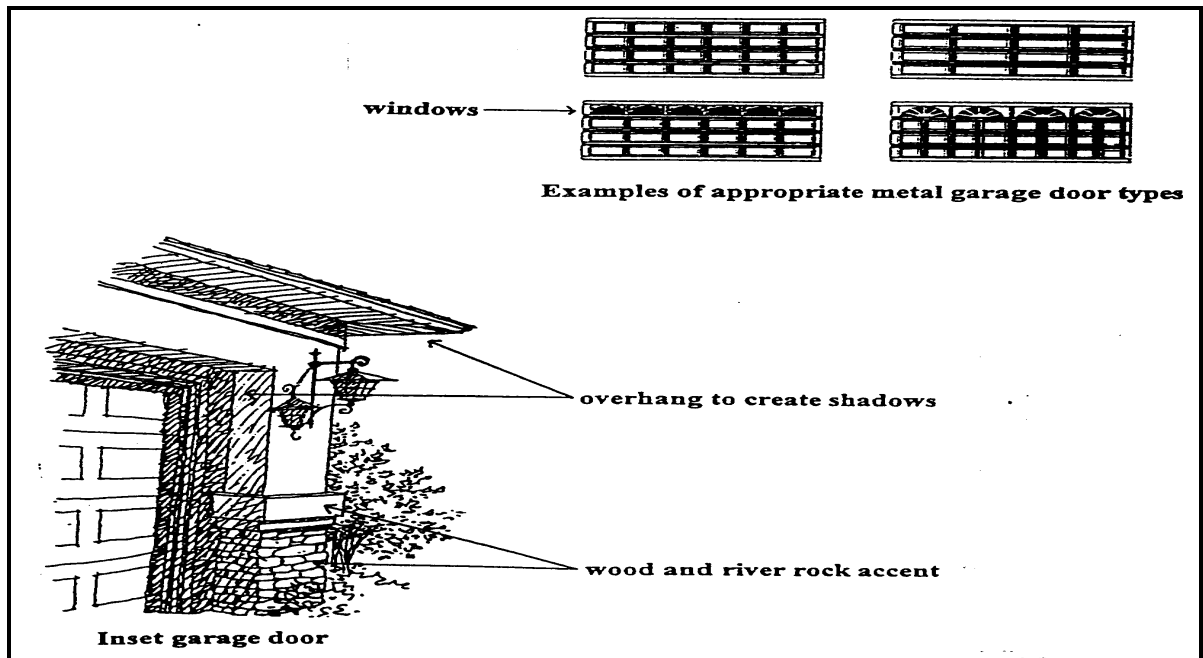 windows
Examples of appropriate metal garage door types
overhang to create shadows
wood and river rock accent
Inset garage door